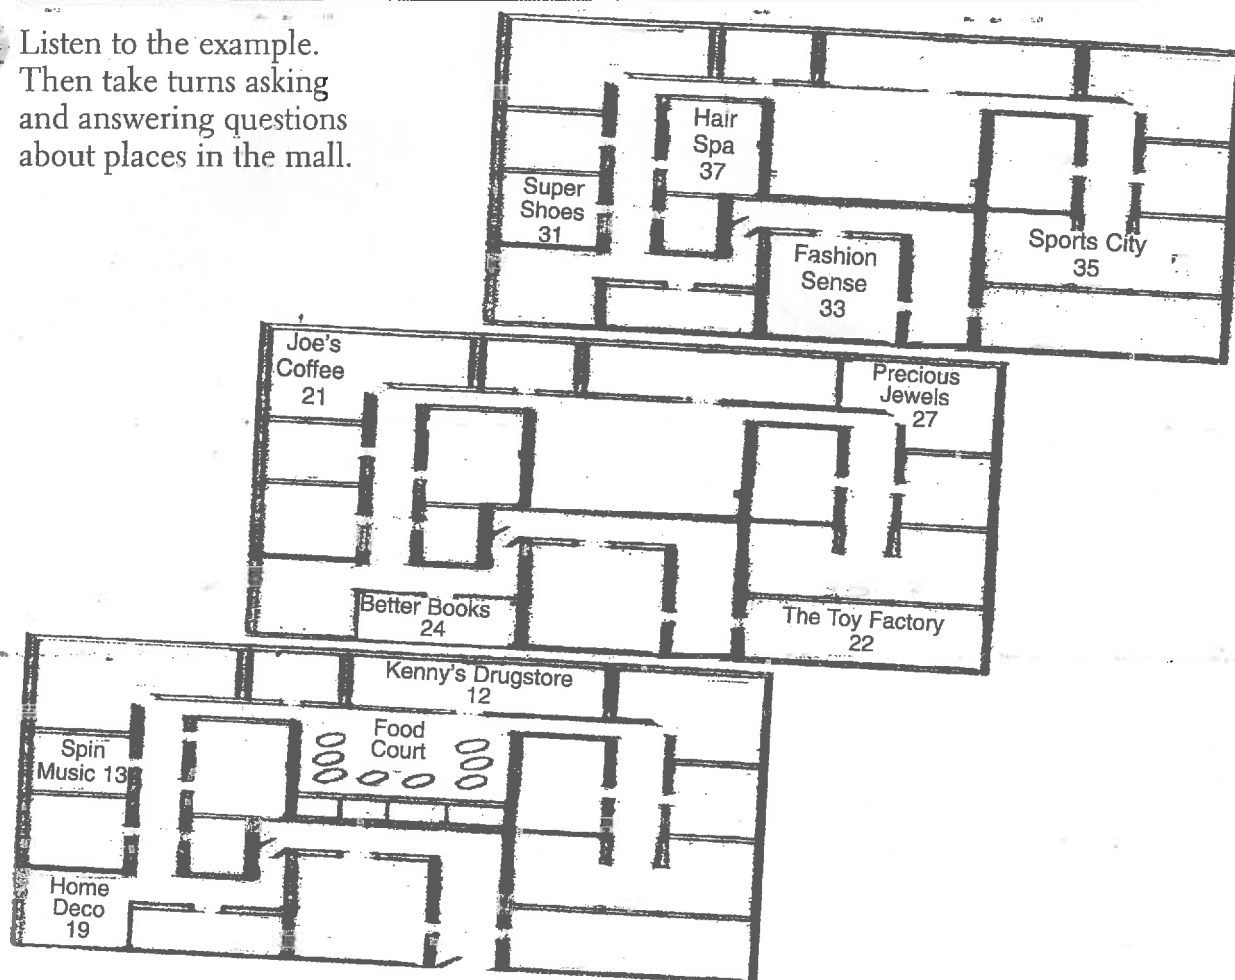 Listen to the example.
Then take turns asking
and answering questions
about places in the mall.
Hair
Spa
37
Super
Shoes
31
Fashion
Sense
33
Sports City
35
Joe's
Coffee
21
Precious
Jewels
27
Better Books
24
The Toy Factory
22
Kenny's Drugstore
12
Food
Court
Spin
Music 13
Home
Deco
19